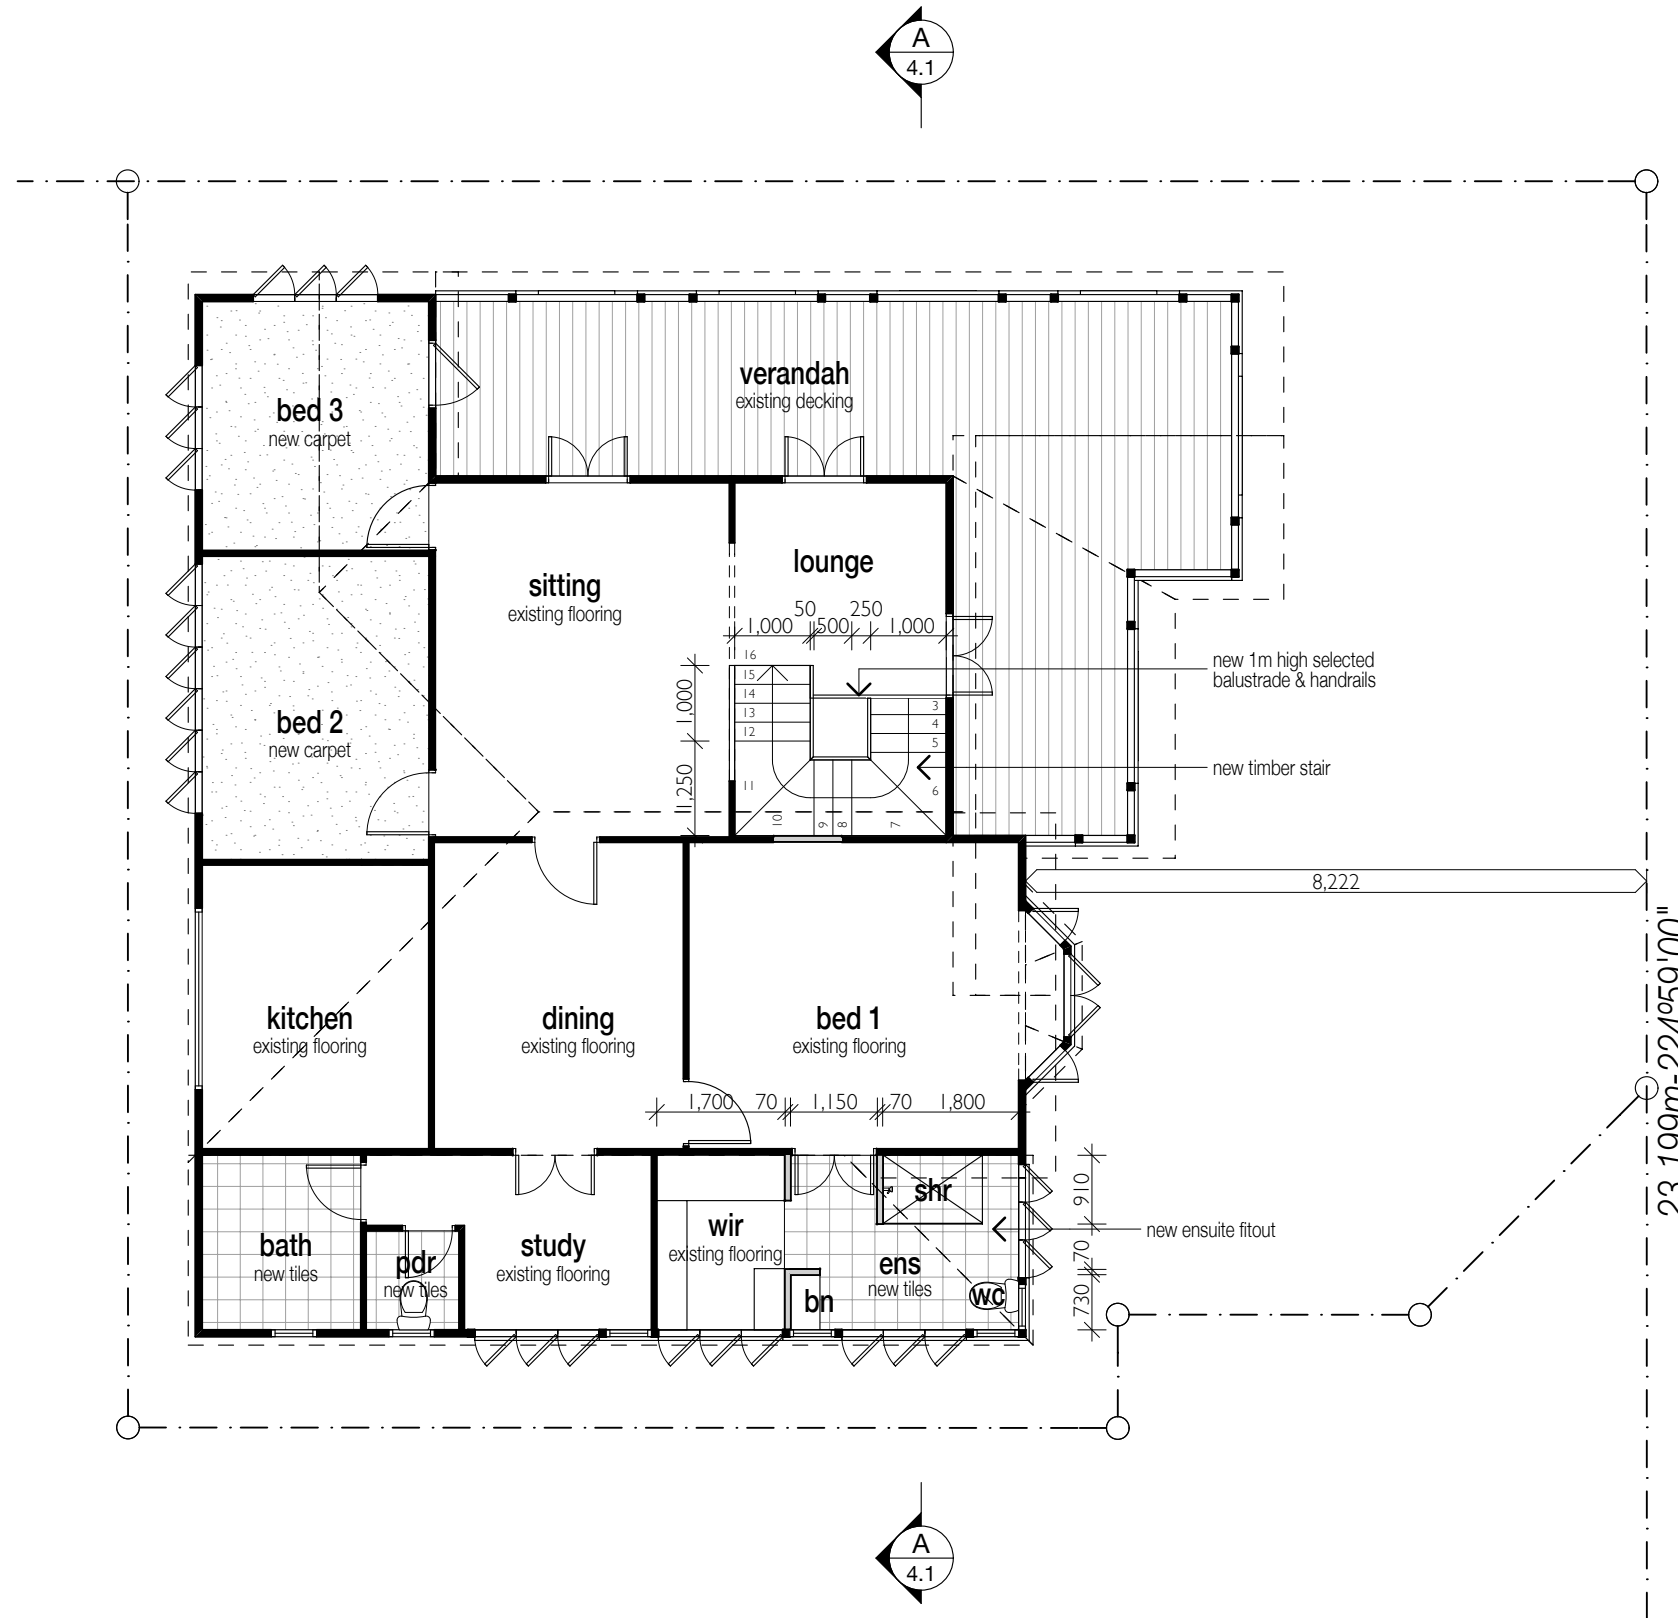 A
4.1
verandah
existing decking
bed 3
new carpet
lounge
sitting
existing flooring
50 250
1,000 500 1,000
16
15
14
13
12
11
10
9
8
7
6
5
4
3
1,000
1,250
new 1m high selected
balustrade & handrails
new timber stair
bed 2
new carpet
8,222
23.199m-224º59'00"
kitchen
existing flooring
dining
existing flooring
bed 1
existing flooring
1,700 70 1,150 70 1,800
910
70
730
shr
new ensuite fitout
wir
existing flooring
bath
new tiles
pdr
new tiles
study
existing flooring
ens
new tiles
bn
wc
A
4.1